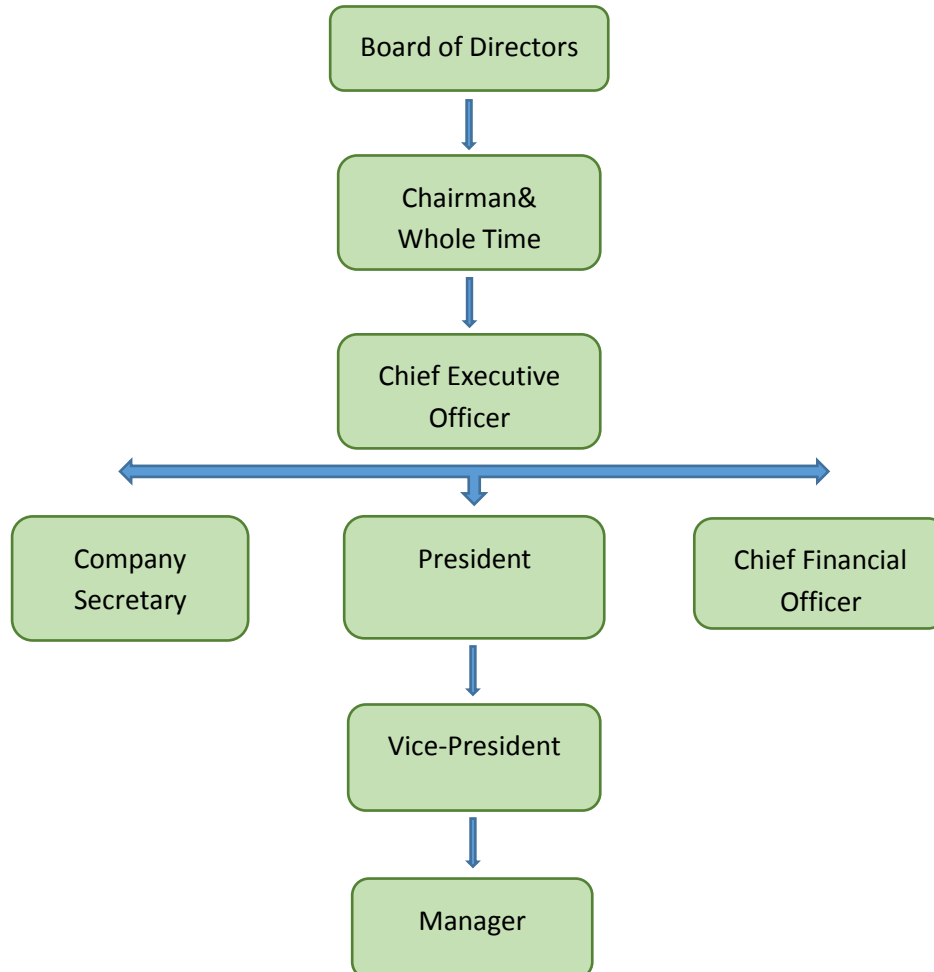 Board of Directors
Chairman&
Whole Time
Chief Executive
Officer
Company
Secretary
President
Chief Financial
Officer
Vice-President
Manager